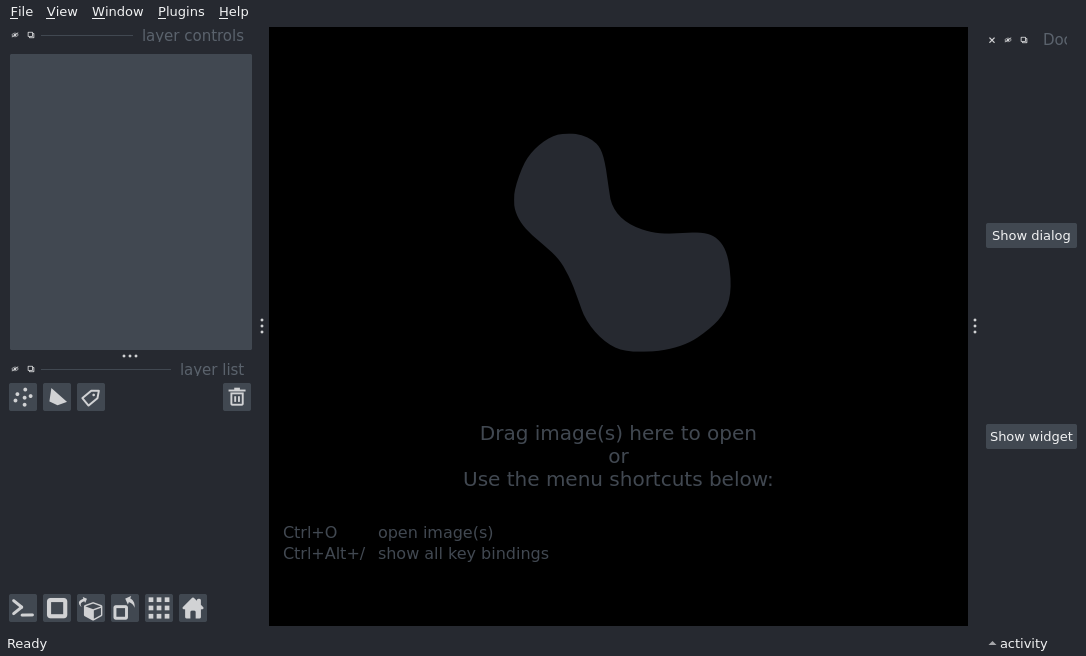 File View Window Plugins Help
layer controls
layer list
Drag image(s) here to open
or
Use the menu shortcuts below:
Ctrl+O open image(s)
Ctrl+Alt+/ show all key bindings
Show dialog
Show widget
Ready
activity